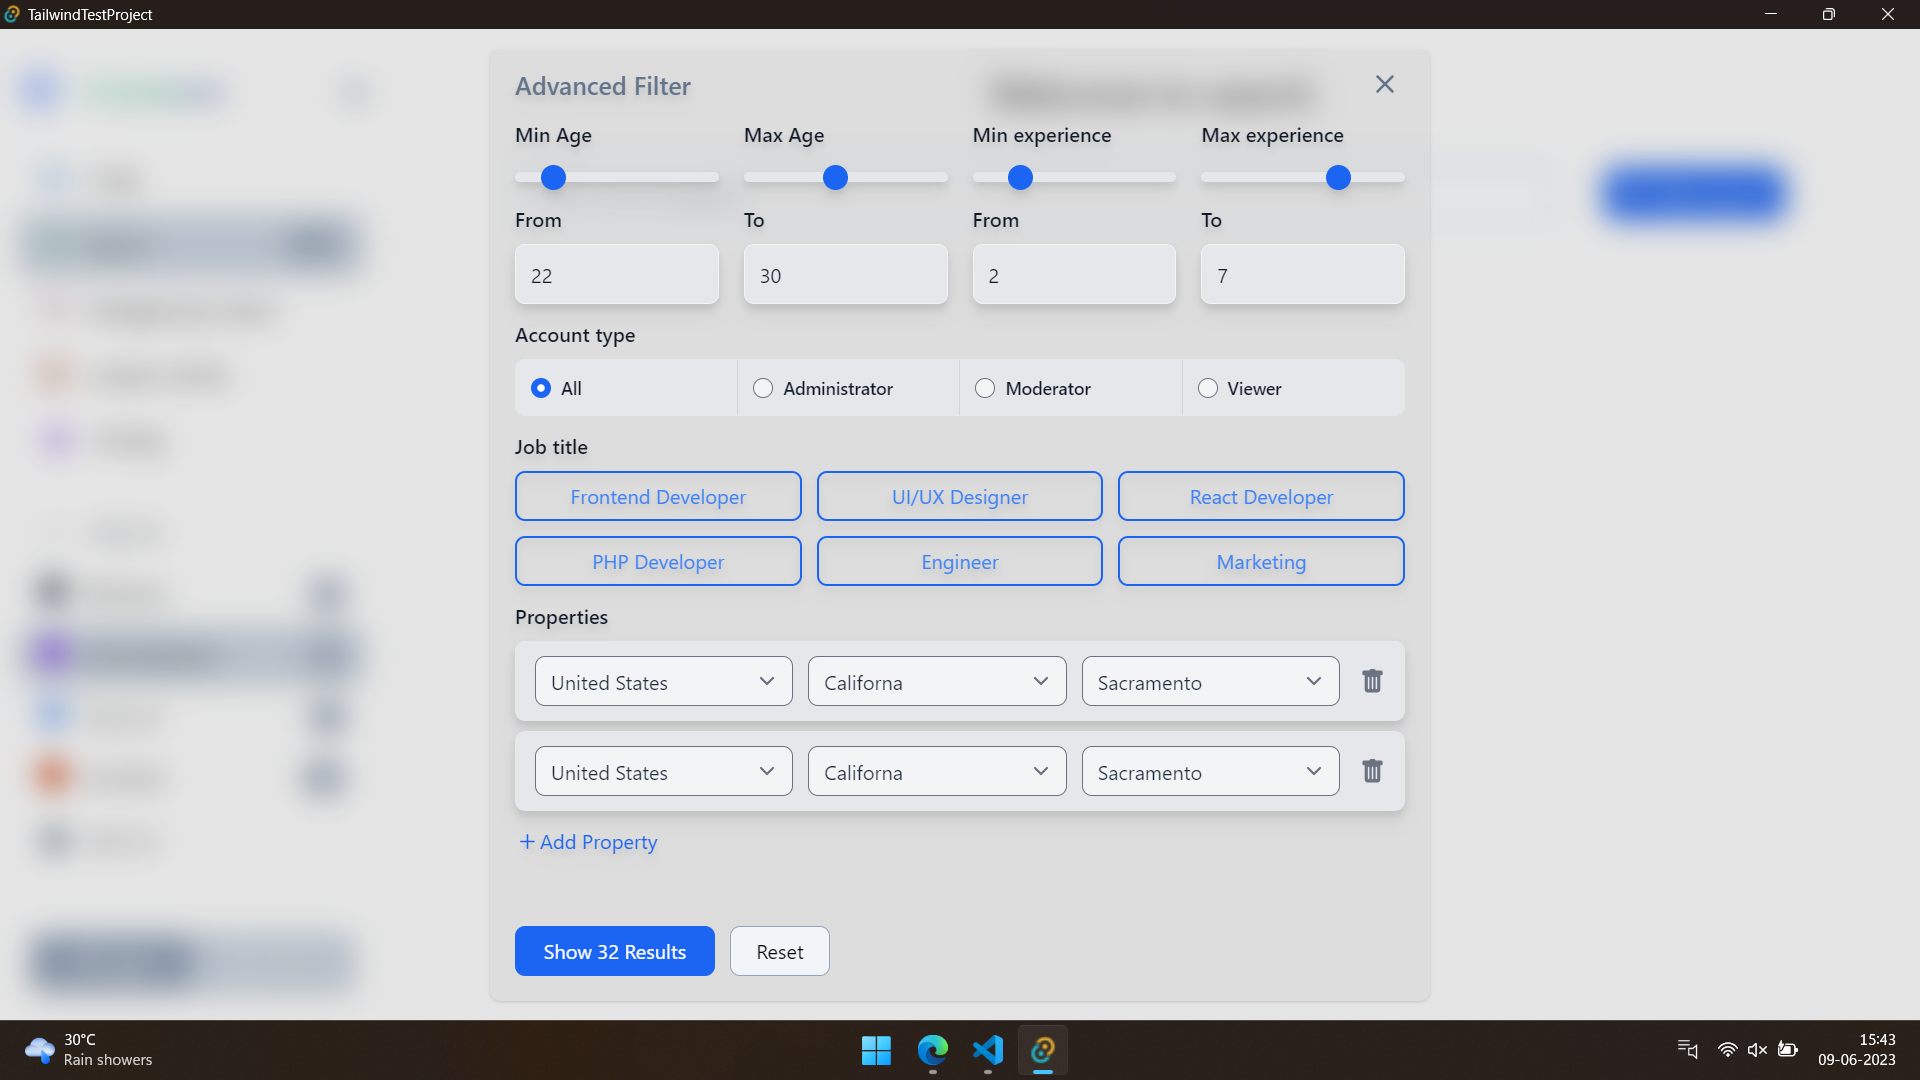 TailwindTestProject
Advanced Filter
Min Age Max Age Min experience Max experience
From To From To
22 30 2 7
Account type
All Administrator Moderator Viewer
Job title
Frontend Developer UI/UX Designer React Developer
PHP Developer Engineer Marketing
Properties
United States Californa Sacramento
United States Californa Sacramento
+ Add Property
Show 32 Results Reset
30°C
Rain showers
15:43
09-06-2023